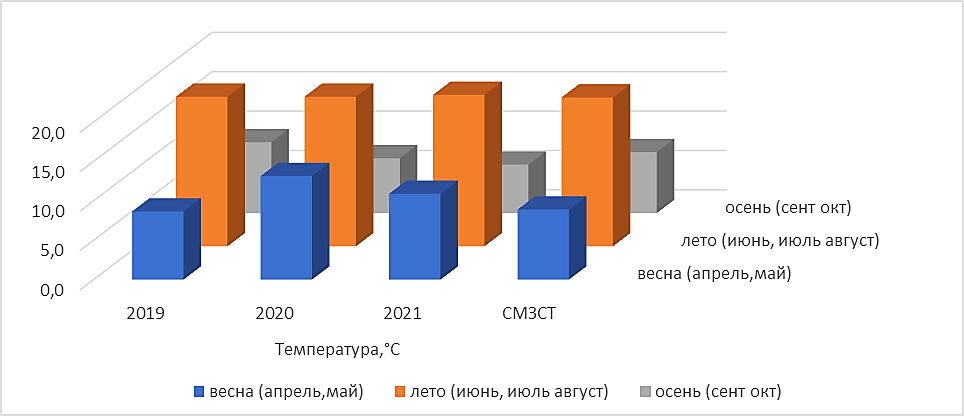 20,0
15,0
10,0
5,0
0,0
осень (сент окт)
лето (июнь, июль август)
весна (апрель,май)
2019 2020 2021 СМЗСТ
Температура,°С
весна (апрель,май) лето (июнь, июль август) осень (сент окт)